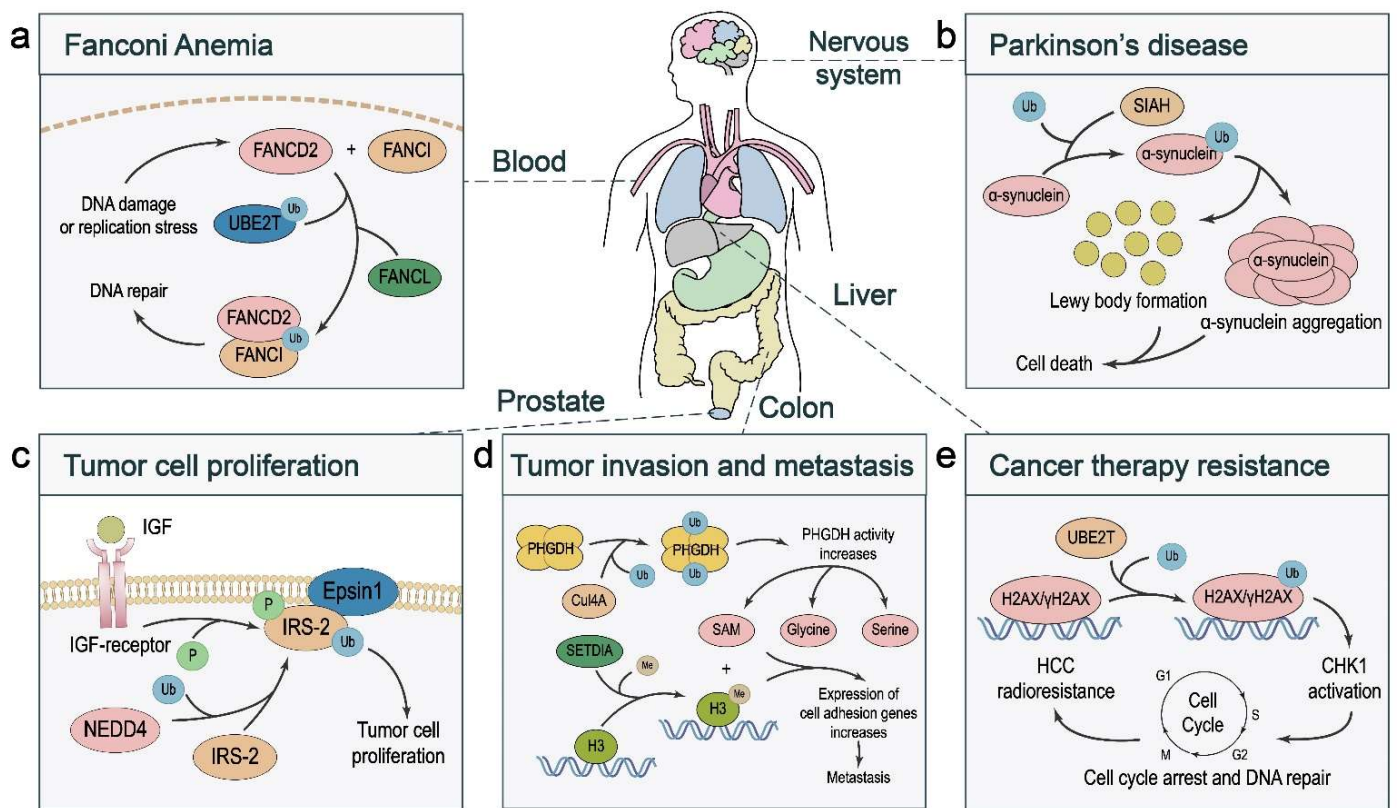 a
Fanconi Anemia
FANCD2
+
FANCI
DNA damage
or replication stress
UBE2T
Ub
FANCL
DNA repair
FANCD2
Ub
FANCI
Blood
Nervous
system
Liver
Prostate
Colon
b
Parkinson's disease
Ub
SIAH
Ub
α-synuclein
α-synuclein
α-synuclein
Lewy body formation
α-synuclein aggregation
Cell death
c
Tumor cell proliferation
IGF
Epsin1
P
IRS-2
IGF-receptor
Ub
P
Ub
NEDD4
IRS-2
Tumor cell
proliferation
d
Tumor invasion and metastasis
PHGDH
Ub
PHGDH
Ub
PHGDH activity
increases
Ub
Cul4A
SAM
Glycine
Serine
SETDIA
Me
+
Me
H3
H3
Expression of
cell adhesion genes
increases
Metastasis
e
Cancer therapy resistance
UBE2T
Ub
Ub
H2AX/γH2AX
H2AX/γH2AX
HCC
radioresistance
CHK1
activation
G1
Cell
Cycle
S
M
G2
Cell cycle arrest and DNA repair